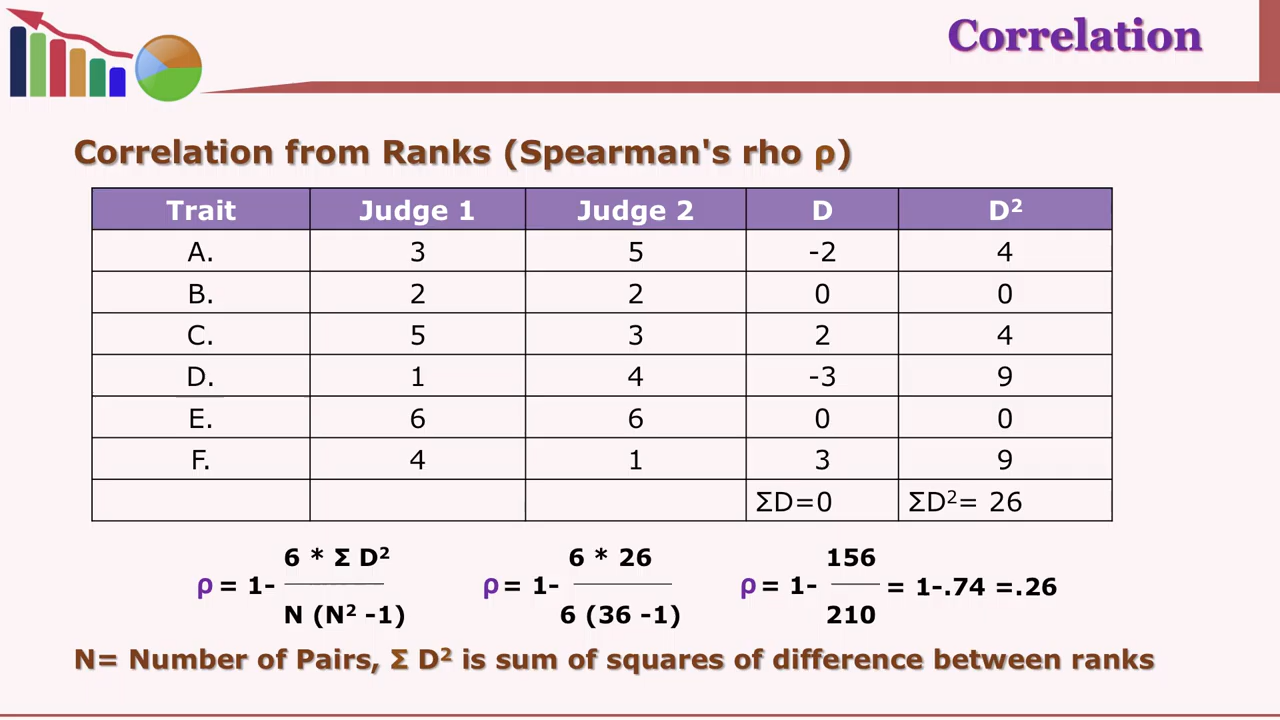 Correlation
Correlation from Ranks (Spearman's rho ρ)
Trait Judge 1 Judge 2 D D²
A. 3 5 -2 4
B. 2 2 0 0
C. 5 3 2 4
D. 1 4 -3 9
E. 6 6 0 0
F. 4 1 3 9
ΣD=0 ΣD²= 26
6 * Σ D² 6 * 26 156
ρ = 1- ρ = 1- ρ = 1- = 1-.74 =.26
N (N² -1) 6 (36 -1) 210
N= Number of Pairs, Σ D² is sum of squares of difference between ranks